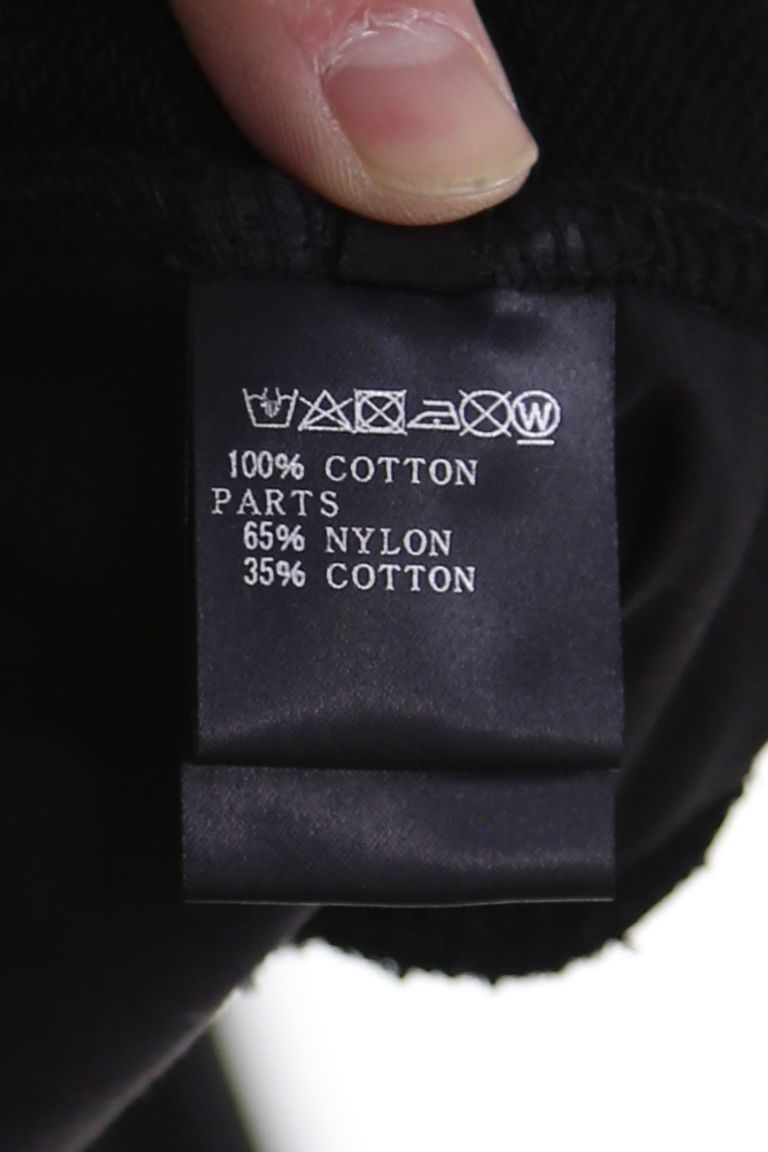 W
100% COTTON
PARTS
65% NYLON
35% COTTON